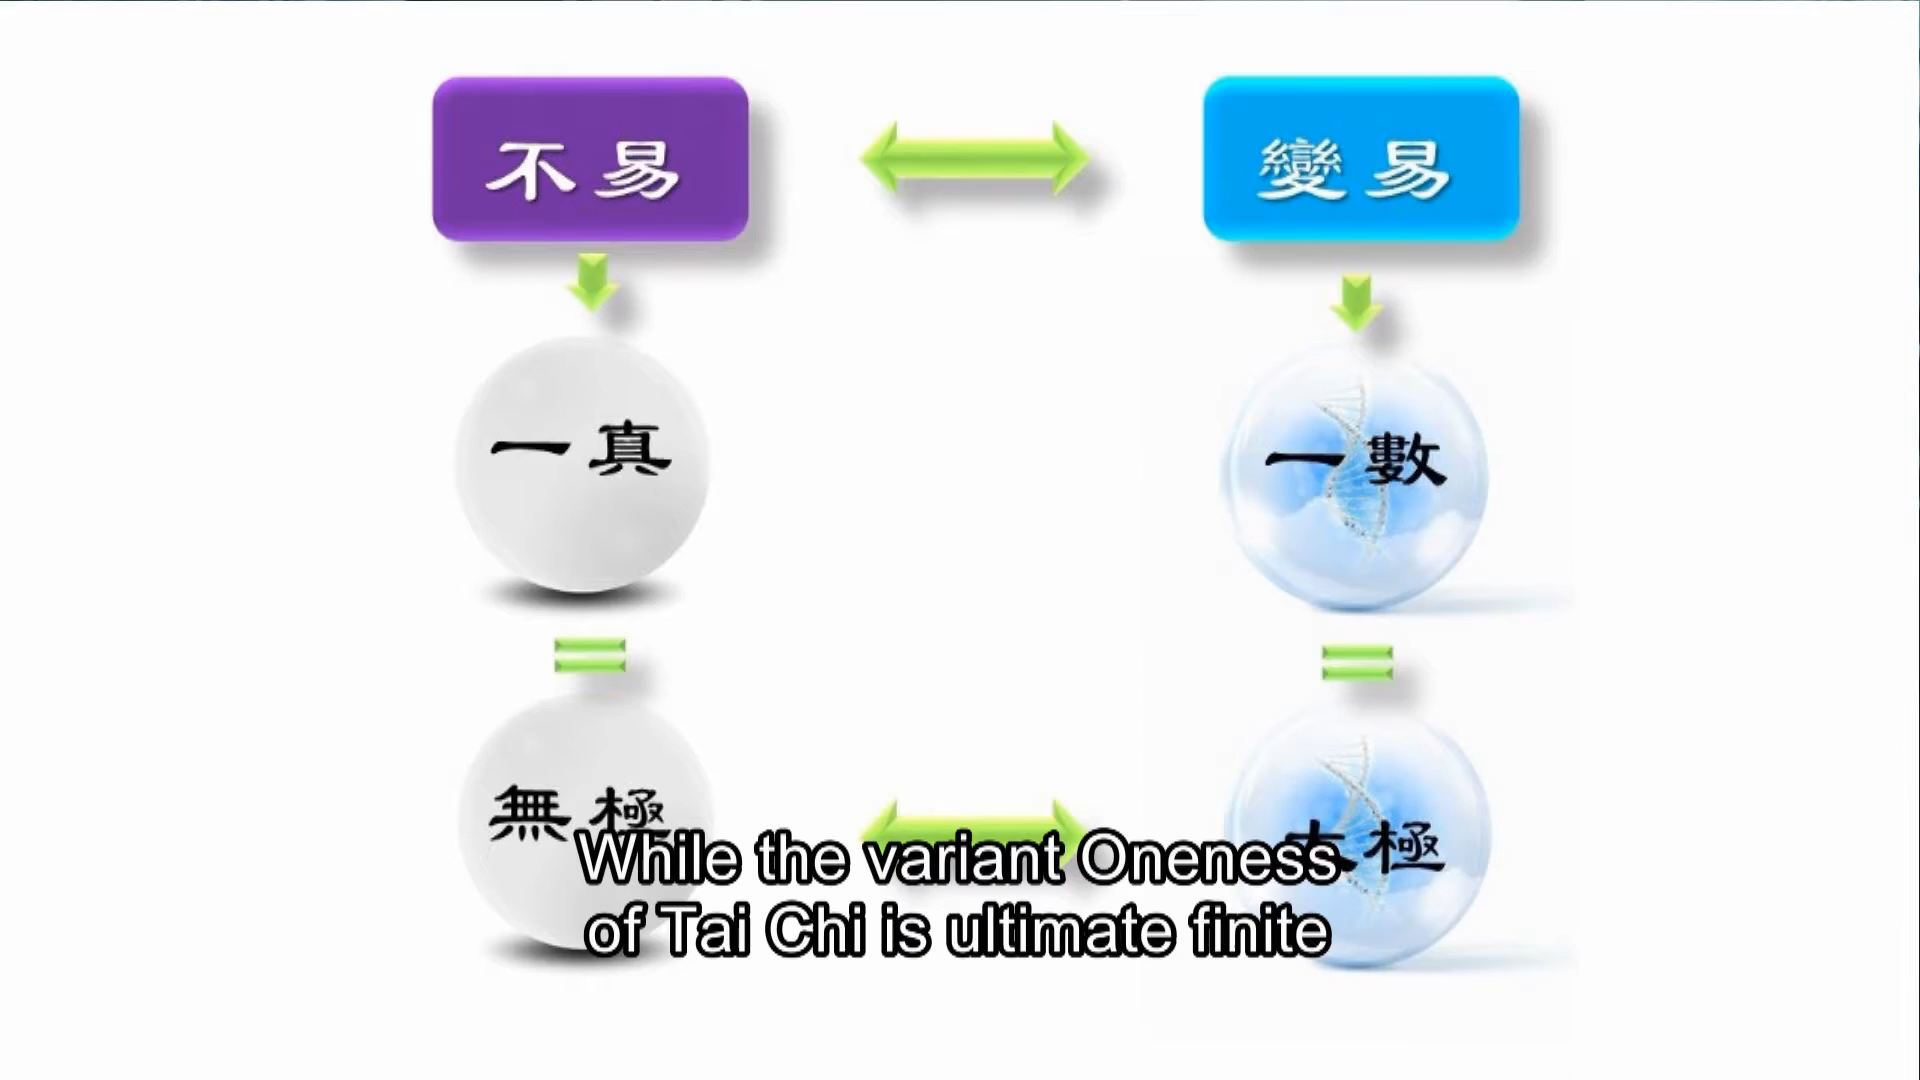 不易
變易
一真
一數
無極
太極
While the variant Oneness
of Tai Chi is ultimate finite